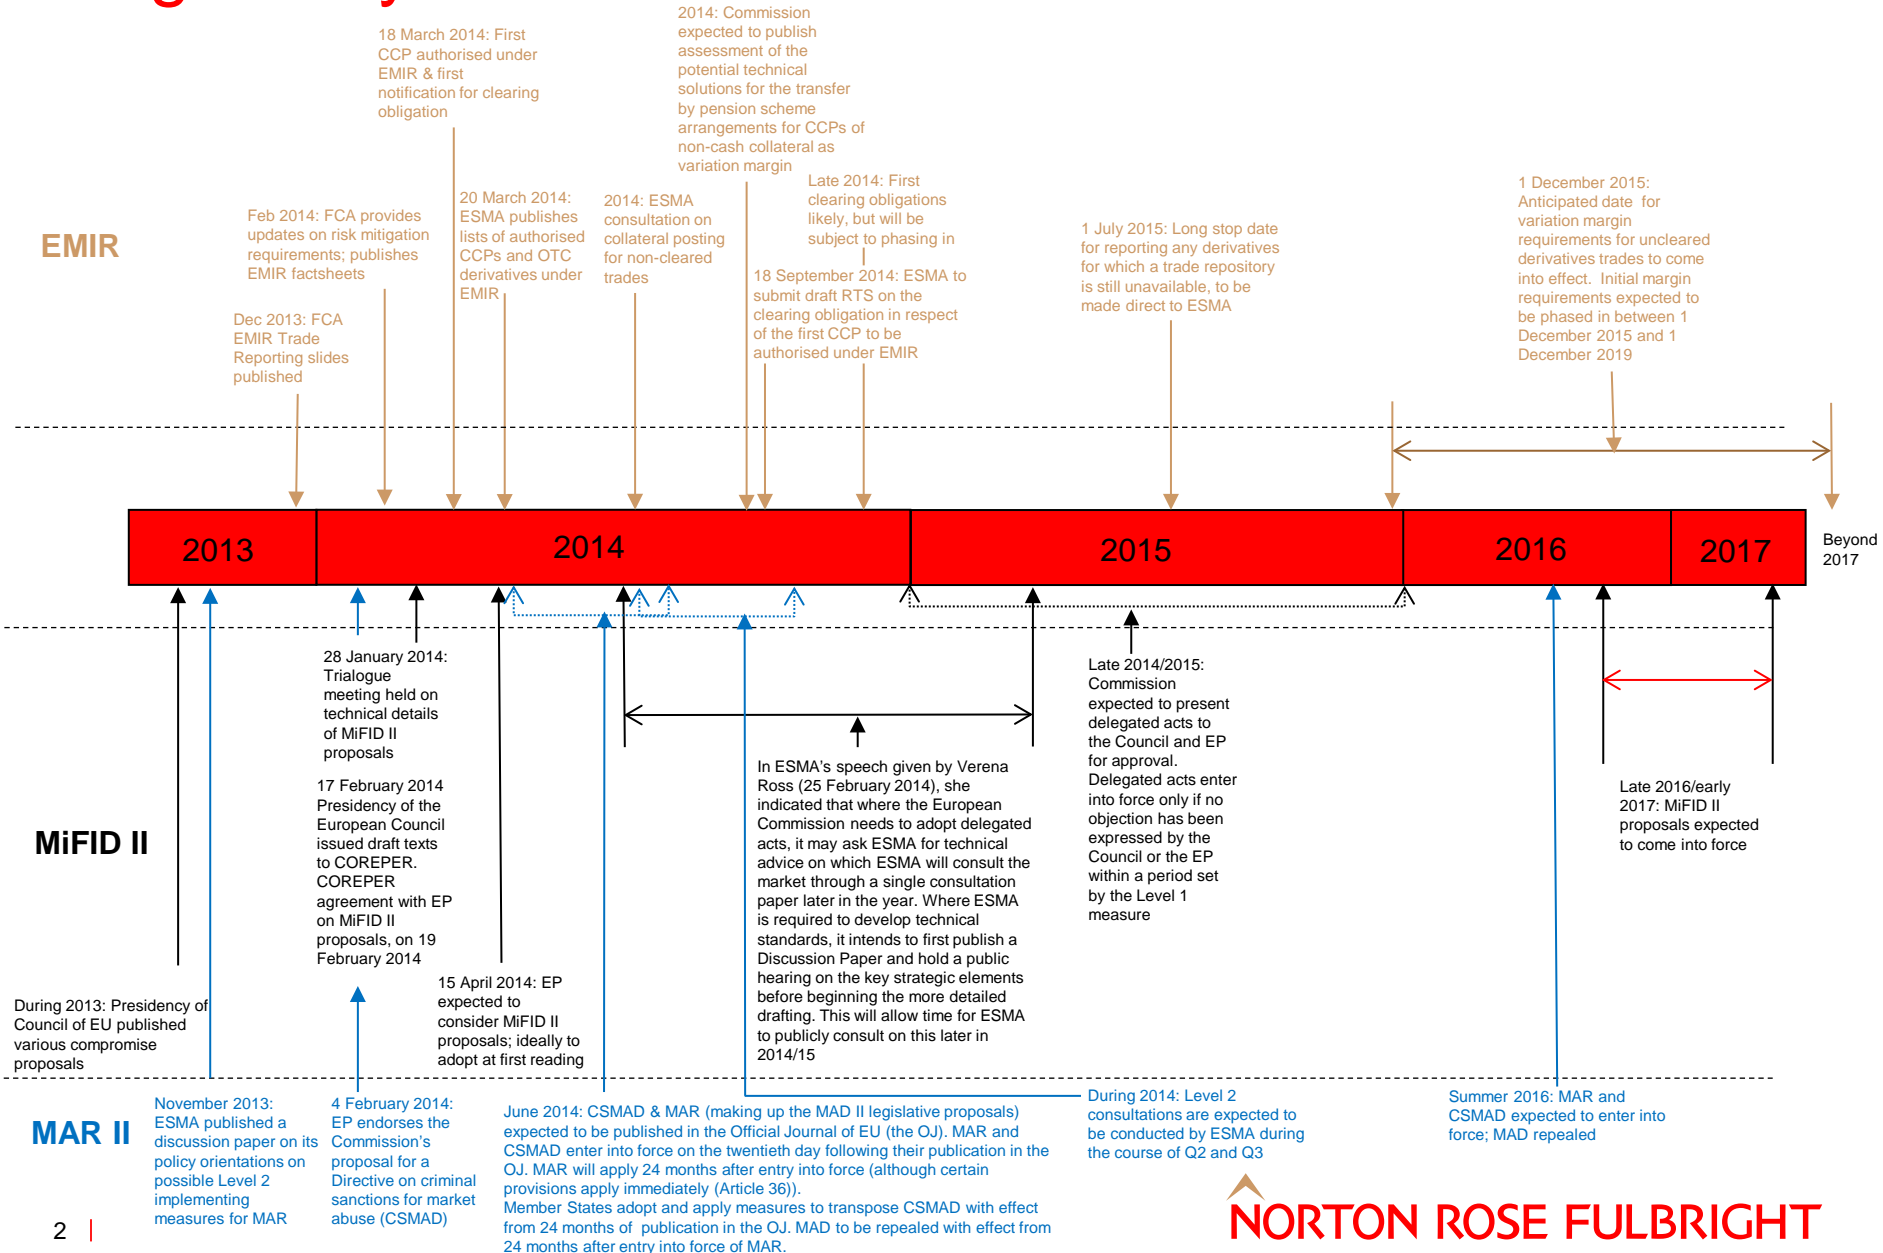 18 March 2014: First
CCP authorised under
EMIR & first
notification for clearing
obligation
2014: Commission
expected to publish
assessment of the
potential technical
solutions for the transfer
by pension scheme
arrangements for CCPs of
non-cash collateral as
variation margin
EMIR
Dec 2013: FCA
EMIR Trade
Reporting slides
published
Feb 2014: FCA provides
updates on risk mitigation
requirements; publishes
EMIR factsheets
20 March 2014:
ESMA publishes
lists of authorised
CCPs and OTC
derivatives under
EMIR
2014: ESMA
consultation on
collateral posting
for non-cleared
trades
Late 2014: First
clearing obligations
likely, but will be
subject to phasing in
18 September 2014: ESMA to
submit draft RTS on the
clearing obligation in respect
of the first CCP to be
authorised under EMIR
1 July 2015: Long stop date
for reporting any derivatives
for which a trade repository
is still unavailable, to be
made direct to ESMA
1 December 2015:
Anticipated date  for
variation margin
requirements for uncleared
derivatives trades to come
into effect.  Initial margin
requirements expected to
be phased in between 1
December 2015 and 1
December 2019
2013
2014
2015
2016
2017
Beyond
2017
MiFID II
During 2013: Presidency of
Council of EU published
various compromise
proposals
28 January 2014:
Trialogue
meeting held on
technical details
of MiFID II
proposals
17 February 2014
Presidency of the
European Council
issued draft texts
to COREPER.
COREPER
agreement with EP
on MiFID II
proposals, on 19
February 2014
15 April 2014: EP
expected to
consider MiFID II
proposals; ideally to
adopt at first reading
In ESMA's speech given by Verena
Ross (25 February 2014), she
indicated that where the European
Commission needs to adopt delegated
acts, it may ask ESMA for technical
advice on which ESMA will consult the
market through a single consultation
paper later in the year. Where ESMA
is required to develop technical
standards, it intends to first publish a
Discussion Paper and hold a public
hearing on the key strategic elements
before beginning the more detailed
drafting. This will allow time for ESMA
to publicly consult on this later in
2014/15
Late 2014/2015:
Commission
expected to present
delegated acts to
the Council and EP
for approval.
Delegated acts enter
into force only if no
objection has been
expressed by the
Council or the EP
within a period set
by the Level 1
measure
Late 2016/early
2017: MiFID II
proposals expected
to come into force
MAR II
November 2013:
ESMA published a
discussion paper on its
policy orientations on
possible Level 2
implementing
measures for MAR
4 February 2014:
EP endorses the
Commission's
proposal for a
Directive on criminal
sanctions for market
abuse (CSMAD)
June 2014: CSMAD & MAR (making up the MAD II legislative proposals)
expected to be published in the Official Journal of EU (the OJ). MAR and
CSMAD enter into force on the twentieth day following their publication in the
OJ. MAR will apply 24 months after entry into force (although certain
provisions apply immediately (Article 36)).
Member States adopt and apply measures to transpose CSMAD with effect
from 24 months of  publication in the OJ. MAD to be repealed with effect from
24 months after entry into force of MAR.
During 2014: Level 2
consultations are expected to
be conducted by ESMA during
the course of Q2 and Q3
Summer 2016: MAR and
CSMAD expected to enter into
force; MAD repealed
2
NORTON ROSE FULBRIGHT